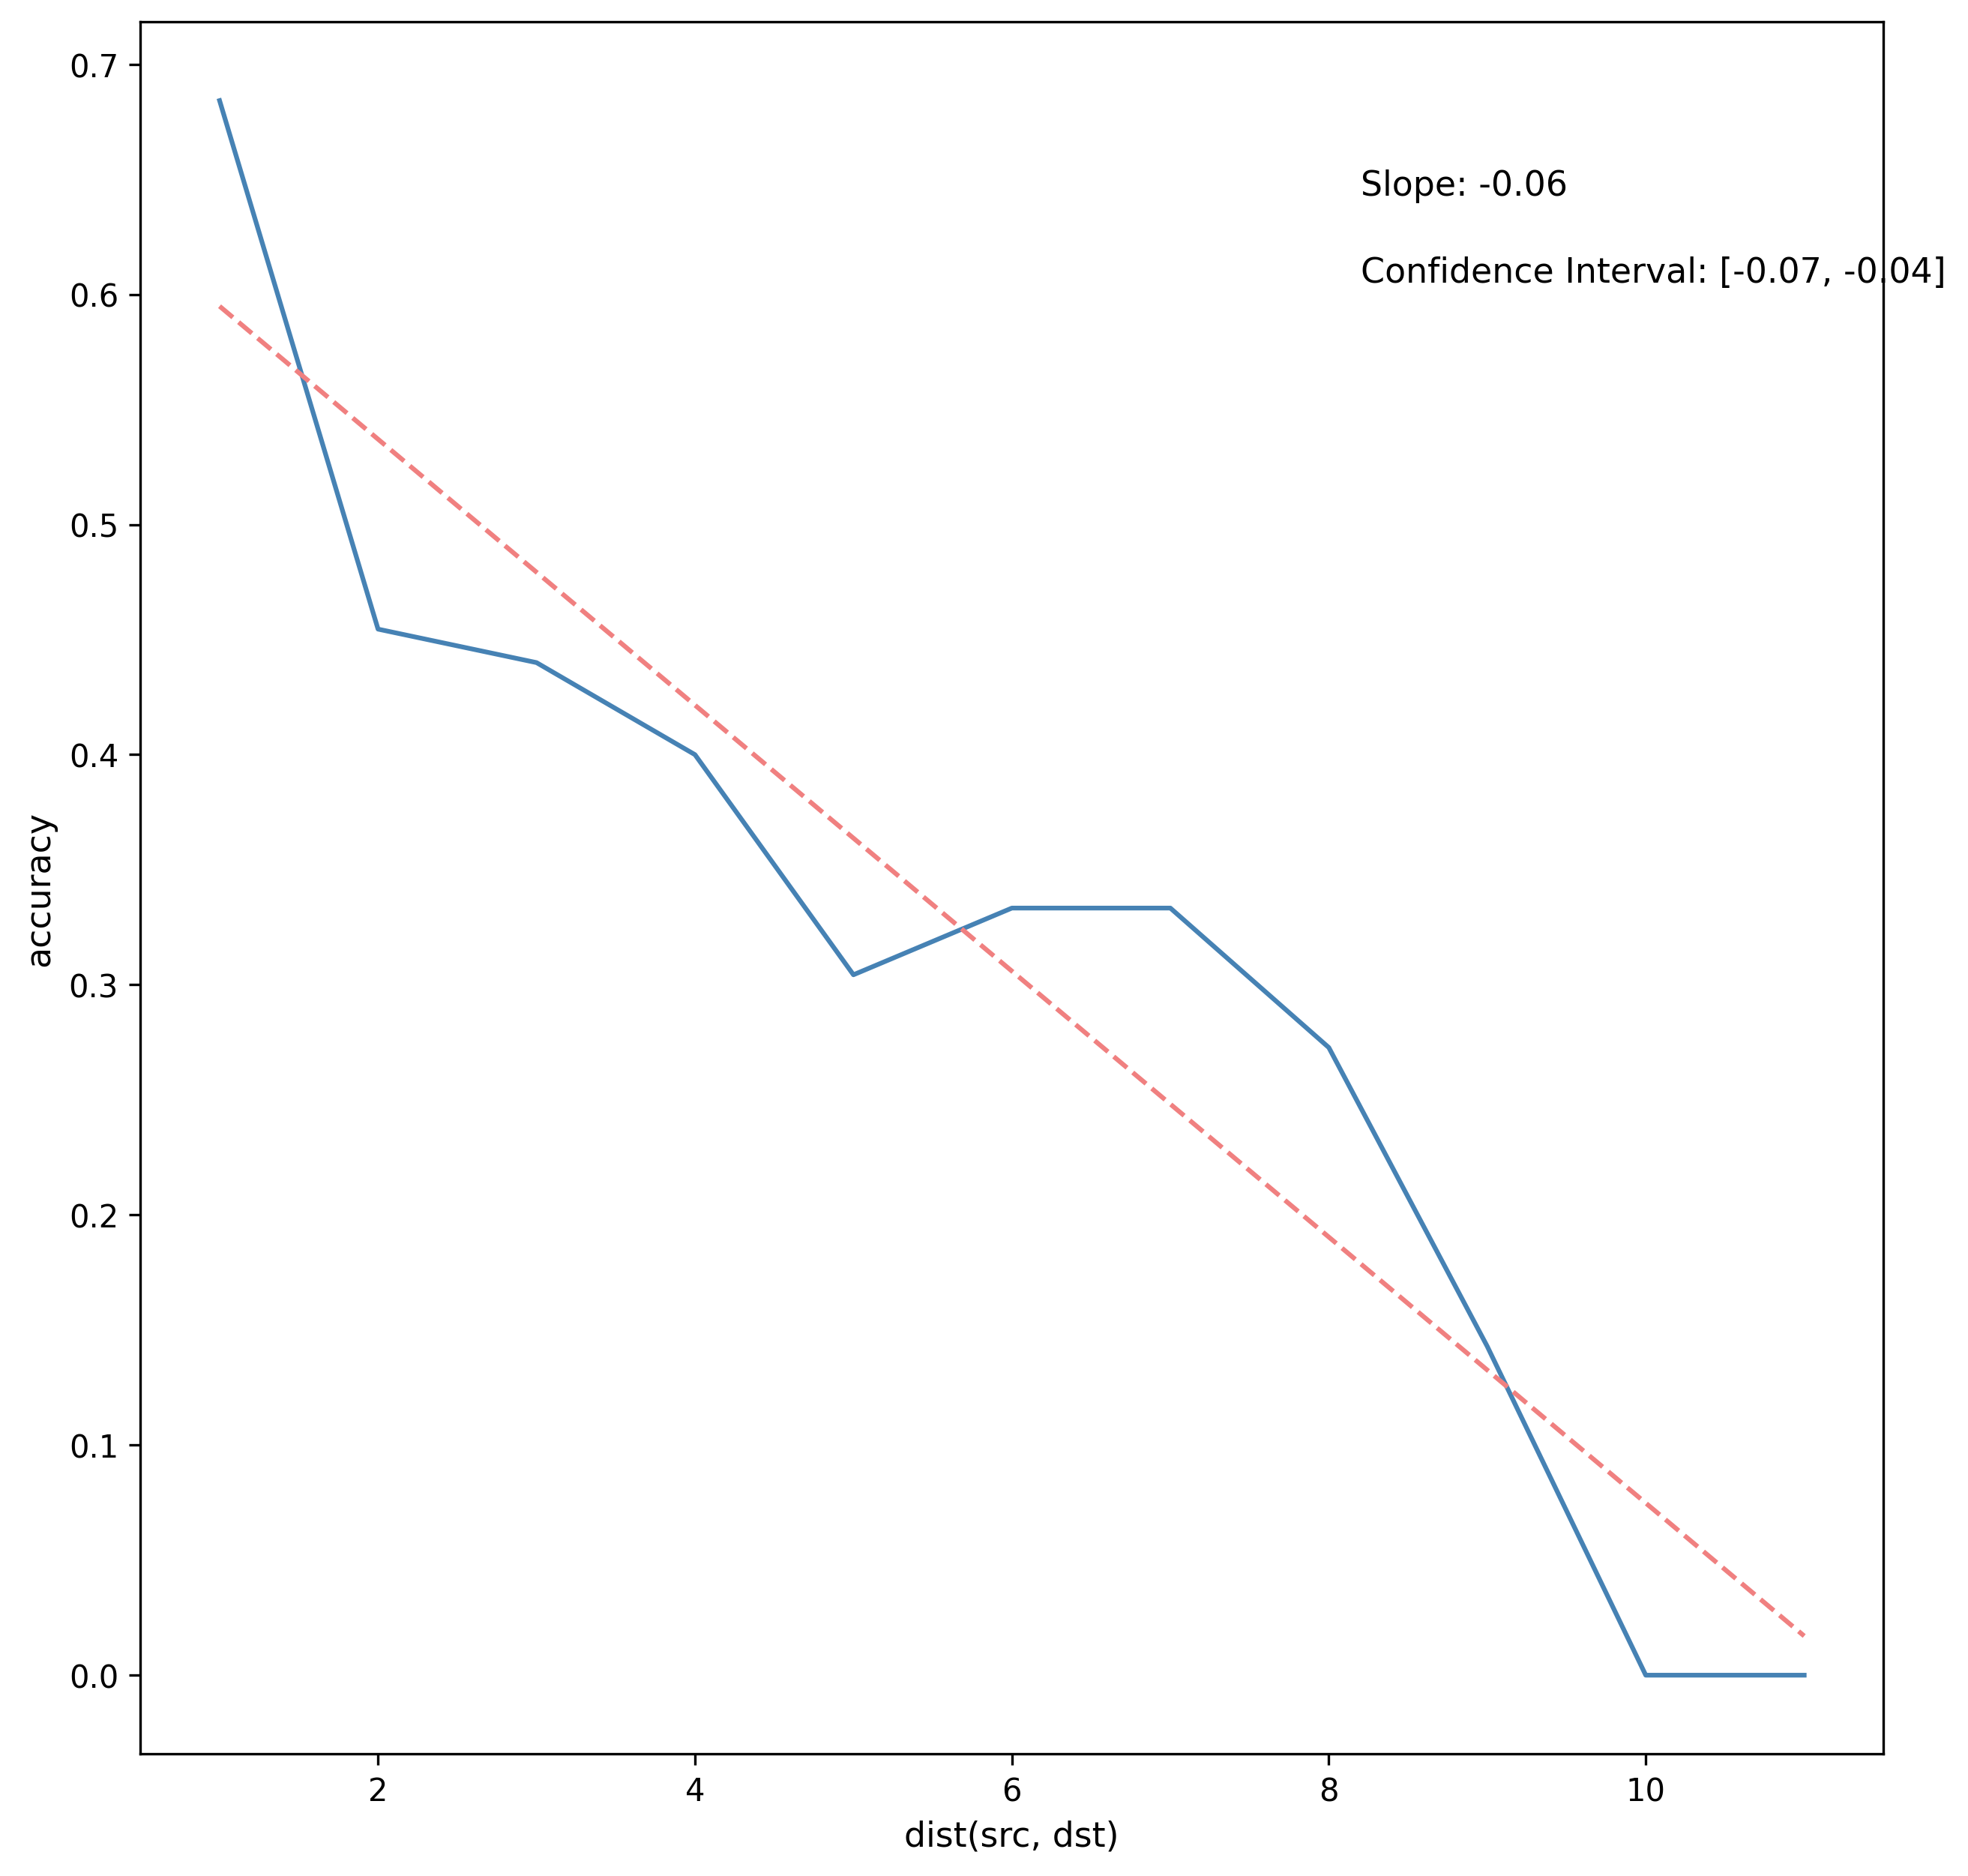 0.7
0.6
0.5
0.4
0.3
0.2
0.1
0.0
accuracy
Slope: -0.06
Confidence Interval: [-0.07, -0.04]
2 4 6 8 10
dist(src, dst)